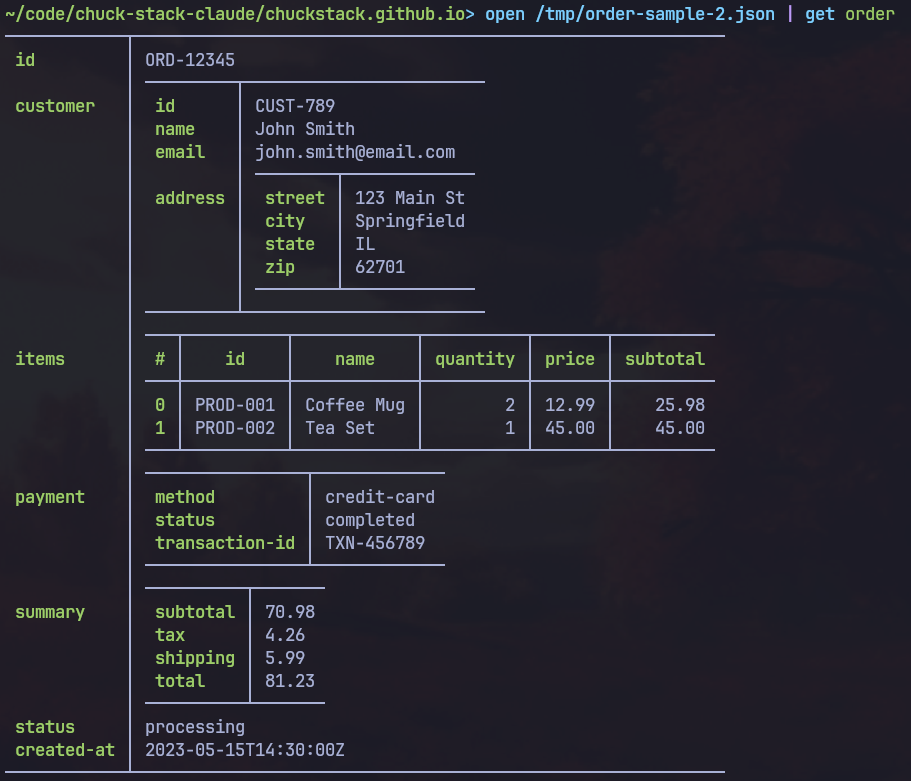 ~/code/chuck-stack-claude/chuckstack.github.io> open /tmp/order-sample-2.json | get order
id ORD-12345
customer id CUST-789
name John Smith
email john.smith@email.com
address street 123 Main St
city Springfield
state IL
zip 62701
items # id name quantity price subtotal
0 PROD-001 Coffee Mug 2 12.99 25.98
1 PROD-002 Tea Set 1 45.00 45.00
payment method credit-card
status completed
transaction-id TXN-456789
summary subtotal 70.98
tax 4.26
shipping 5.99
total 81.23
status processing
created-at 2023-05-15T14:30:00Z